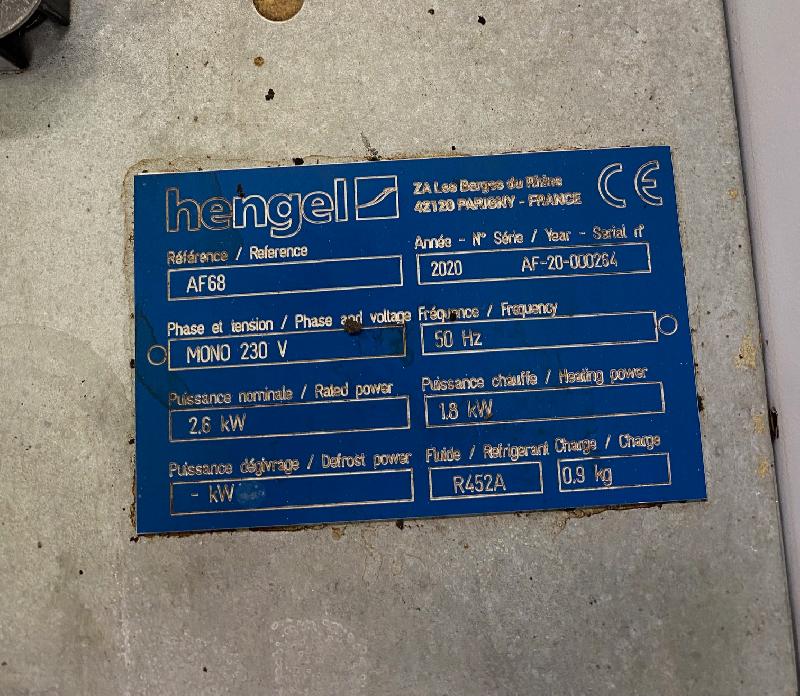 hengel
ZA Les Berges du Rhins
42120 PARIGNY - FRANCE
CE
Référence / Reference
AF68
Année - N° Série / Year - Serial n°
2020 AF-20-000264
Phase et tension / Phase and voltage
MONO 230 V
Fréquence / Frequency
50 Hz
Puissance nominale / Rated power
2,6 kW
Puissance chauffe / Heating power
1.8 kW
Puissance dégivrage / Defrost power
- kW
Fluide / Refrigerant
R452A
Charge / Charge
0.9 kg